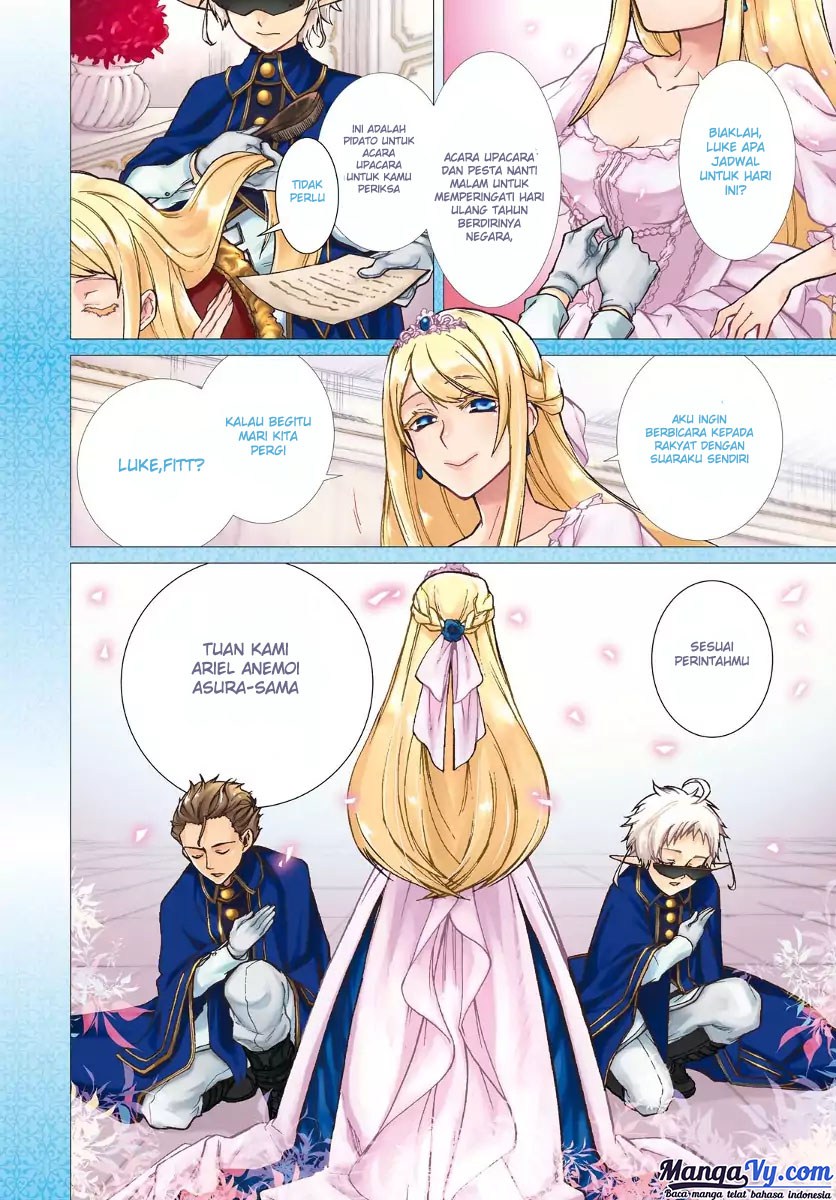 BIAKLAH,
LUKE APA
JADWAL
UNTUK HARI
INI?
ACARA UPACARA
DAN PESTA NANTI
MALAM UNTUK
MEMPERINGATI HARI
ULANG TAHUN
BERDIRINYA
NEGARA,
INI ADALAH
PIDATO UNTUK
ACARA
UPACARA
UNTUK KAMU
PERIKSA
TIDAK
PERLU
AKU INGIN
BERBICARA KEPADA
RAKYAT DENGAN
SUARAKU SENDIRI
KALAU BEGITU
MARI KITA
PERGI
LUKE,FITT?
SESUAI
PERINTAHMU
TUAN KAMI
ARIEL ANEMOI
ASURA-SAMA
MangaVy.com
Baca manga telat bahasa indonesia